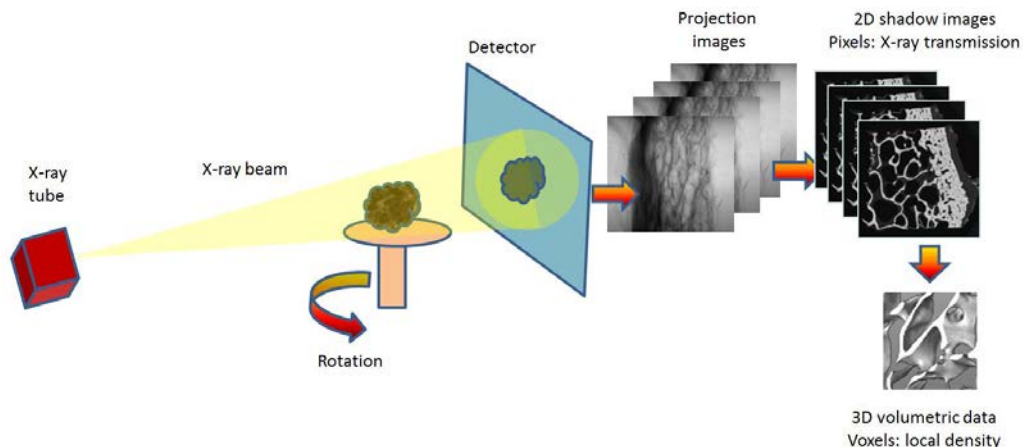 X-ray
tube
X-ray beam
Rotation
Detector
Projection
images
2D shadow images
Pixels: X-ray transmission
3D volumetric data
Voxels: local density